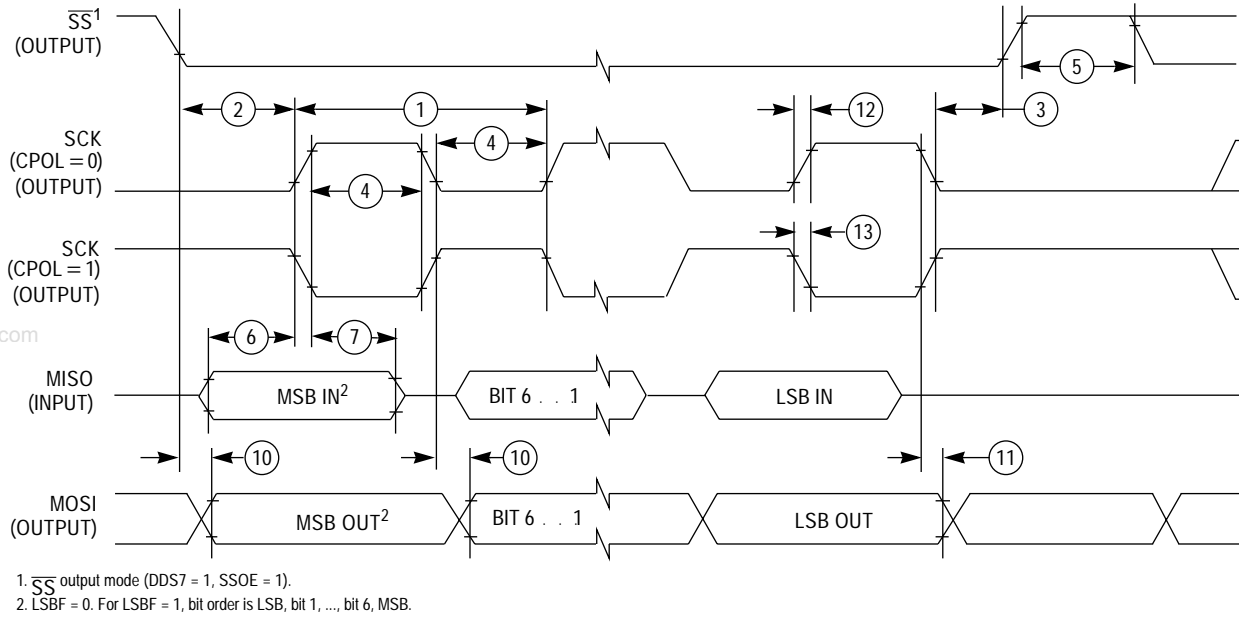 SS¹
(OUTPUT)
5
2
1
12
3
SCK
(CPOL = 0)
(OUTPUT)
4
4
SCK
(CPOL = 1)
(OUTPUT)
13
com
6
7
MISO
(INPUT)
MSB IN²
BIT 6 . . . 1
LSB IN
10
10
11
MOSI
(OUTPUT)
MSB OUT²
BIT 6 . . . 1
LSB OUT
1. SS output mode (DDS7 = 1, SSOE = 1).
2. LSBF = 0. For LSBF = 1, bit order is LSB, bit 1, ..., bit 6, MSB.